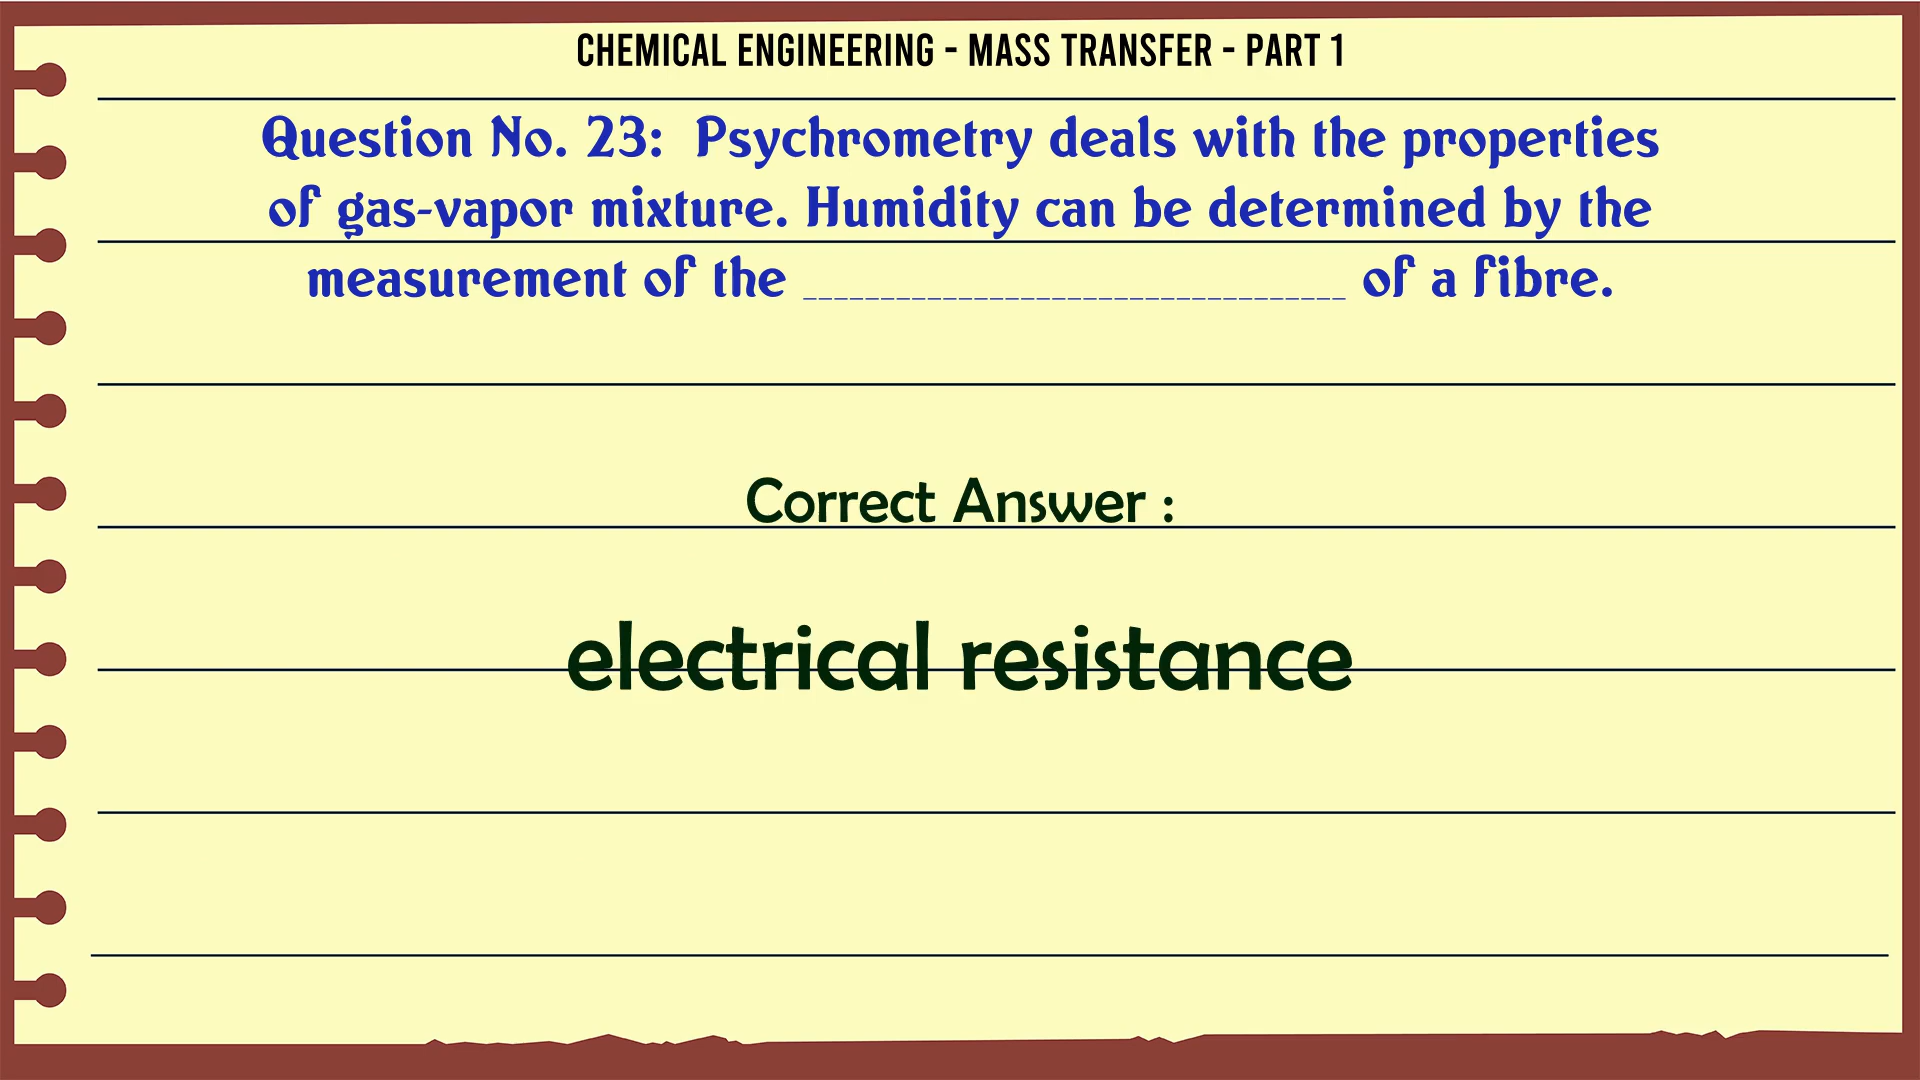 CHEMICAL ENGINEERING - MASS TRANSFER - PART 1
Question No. 23: Psychrometry deals with the properties
of gas-vapor mixture. Humidity can be determined by the
measurement of the ___________________________________ of a fibre.
Correct Answer :
electrical resistance